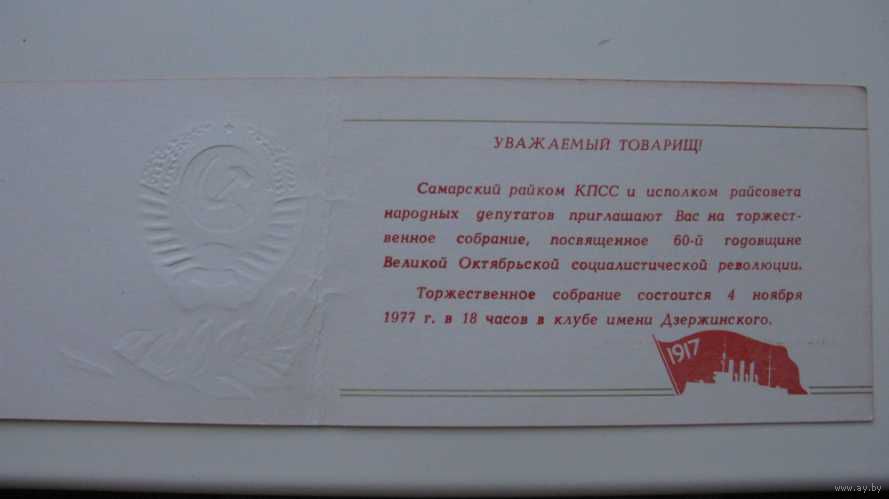 УВАЖАЕМЫЙ ТОВАРИЩ!
Самарский райком КПСС и исполком райсовета
народных депутатов приглашают Вас на торжест-
венное собрание, посвященное 60-й годовщине
Великой Октябрьской социалистической революции.
Торжественное собрание состоится 4 ноября
1977 г. в 18 часов в клубе имени Дзержинского.
1917
© www.ay.by